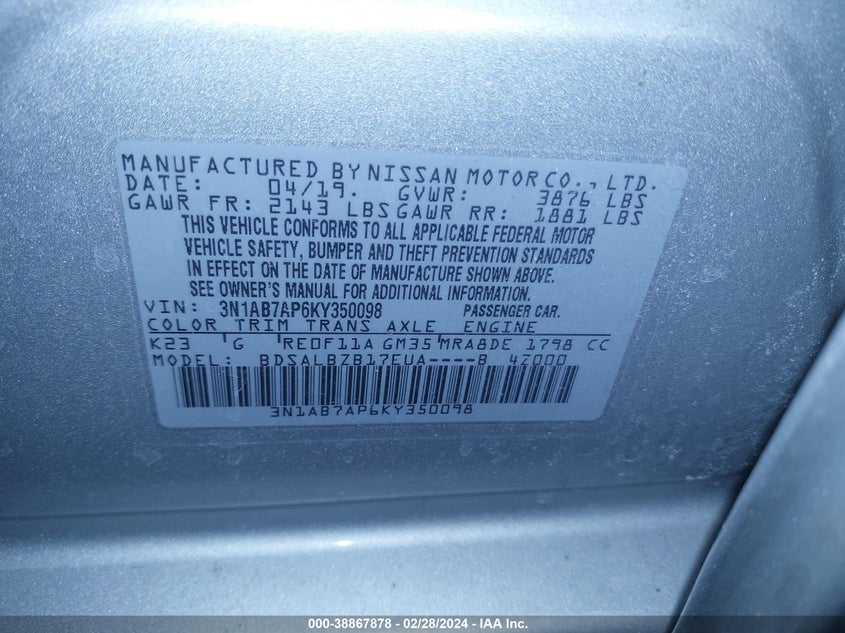 MANUFACTURED BY NISSAN MOTOR CO., LTD.
DATE: 04/19. GVWR: 3876 LBS
GAWR FR: 2143 LBS GAWR RR: 1881 LBS
THIS VEHICLE CONFORMS TO ALL APPLICABLE FEDERAL MOTOR
VEHICLE SAFETY, BUMPER AND THEFT PREVENTION STANDARDS
IN EFFECT ON THE DATE OF MANUFACTURE SHOWN ABOVE.
SEE OWNER'S MANUAL FOR ADDITIONAL INFORMATION.
VIN: 3N1AB7AP6KY350098 PASSENGER CAR.
COLOR TRIM TRANS AXLE ENGINE
K23 'G 'RE0F11A GM35 'MRA8DE 1798 CC
MODEL: BDSALBZB17EUA----B 4Z000
3N1AB7AP6KY350098
000-38867878 | 02/28/2024 - IAA Inc.